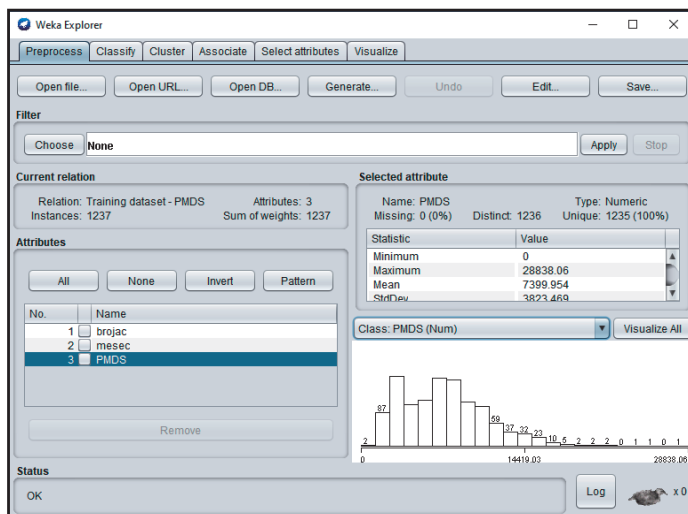 Weka Explorer
Preprocess Classify Cluster Associate Select attributes Visualize
Open file... Open URL... Open DB... Generate... Undo Edit... Save...
Filter
Choose None Apply Stop
Current relation
Relation: Training dataset - PMDS Attributes: 3
Instances: 1237 Sum of weights: 1237
Attributes
All None Invert Pattern
No. Name
1 brojac
2 mesec
3 PMDS
Remove
Selected attribute
Name: PMDS Type: Numeric
Missing: 0 (0%) Distinct: 1236 Unique: 1235 (100%)
Statistic Value
Minimum 0
Maximum 28838.06
Mean 7399.954
StdDev 3823.469
Class: PMDS (Num) Visualize All
2 87 59 37 32 23 10 5 2 2 2 0 1 1 0 1
0 14419.03 28838.06
Status
OK
Log x 0